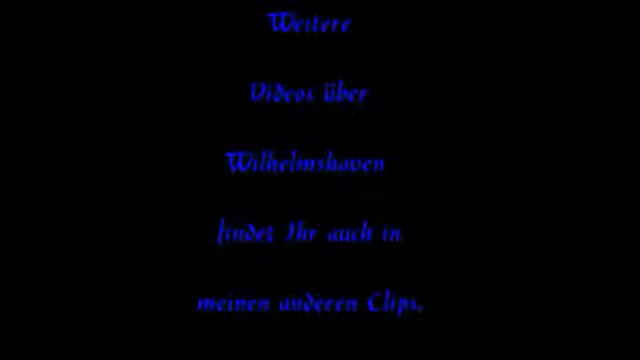 Weitere
Videos über
Wilhelmshaven
findet Ihr auch in
meinen anderen Clips.